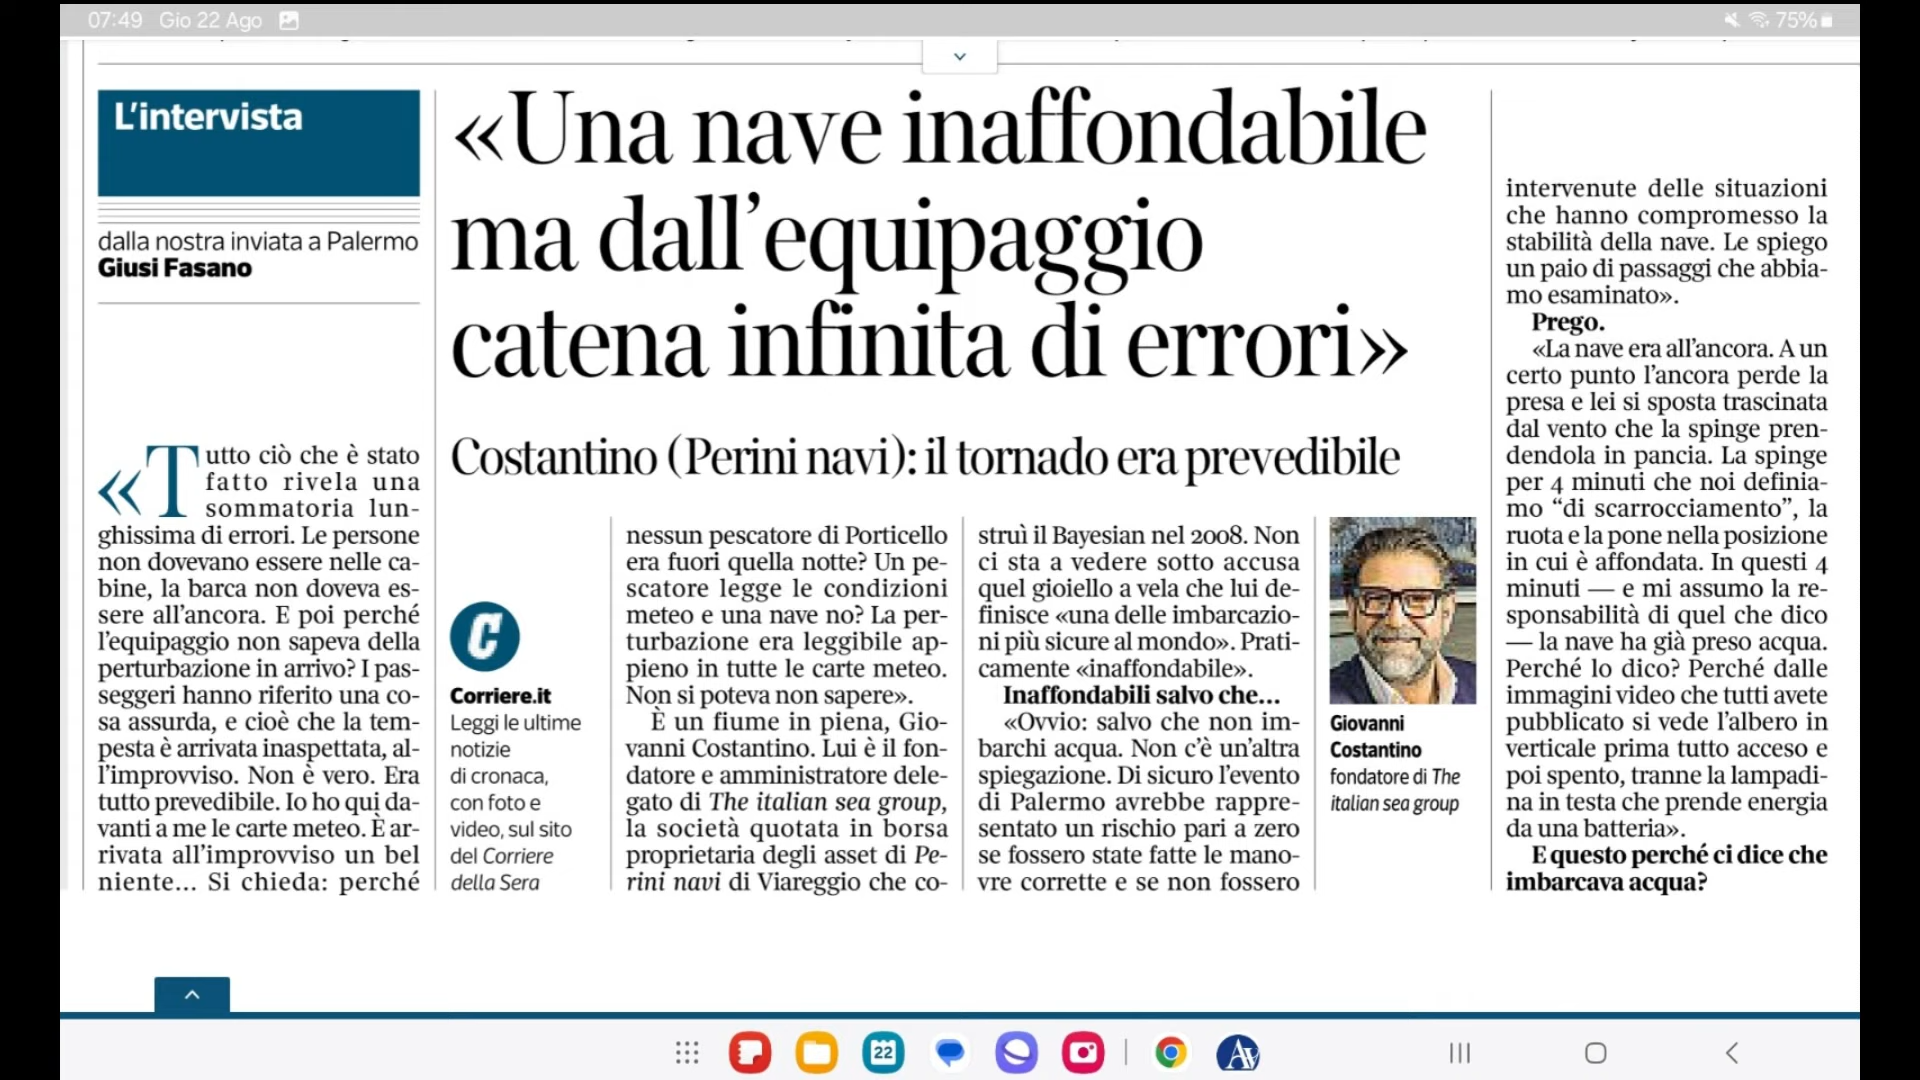 07:49 Gio 22 Ago
75%
L'intervista
dalla nostra inviata a Palermo
Giusi Fasano
«Una nave inaffondabile
ma dall'equipaggio
catena infinita di errori»
Costantino (Perini navi): il tornado era prevedibile
«Tutto ciò che è stato
fatto rivela una
sommatoria lun-
ghissima di errori. Le persone
non dovevano essere nelle ca-
bine, la barca non doveva es-
sere all'ancora. E poi perché
l'equipaggio non sapeva della
perturbazione in arrivo? I pas-
seggeri hanno riferito una co-
sa assurda, e cioè che la tem-
pesta è arrivata inaspettata, al-
l'improvviso. Non è vero. Era
tutto prevedibile. Io ho qui da-
vanti a me le carte meteo. È ar-
rivata all'improvviso un bel
niente... Si chieda: perché
C
Corriere.it
Leggi le ultime
notizie
di cronaca,
con foto e
video, sul sito
del Corriere
della Sera
nessun pescatore di Porticello
era fuori quella notte? Un pe-
scatore legge le condizioni
meteo e una nave no? La per-
turbazione era leggibile ap-
pieno in tutte le carte meteo.
Non si poteva non sapere».
È un fiume in piena, Gio-
vanni Costantino. Lui è il fon-
datore e amministratore dele-
gato di The italian sea group,
la società quotata in borsa
proprietaria degli asset di Pe-
rini navi di Viareggio che co-
struì il Bayesian nel 2008. Non
ci sta a vedere sotto accusa
quel gioiello a vela che lui de-
finisce «una delle imbarcazio-
ni più sicure al mondo». Prati-
camente «inaffondabile».
Inaffondabili salvo che...
«Ovvio: salvo che non im-
barchi acqua. Non c'è un'altra
spiegazione. Di sicuro l'evento
di Palermo avrebbe rappre-
sentato un rischio pari a zero
se fossero state fatte le mano-
vre corrette e se non fossero
Giovanni
Costantino
fondatore di The
italian sea group
intervenute delle situazioni
che hanno compromesso la
stabilità della nave. Le spiego
un paio di passaggi che abbia-
mo esaminato».
Prego.
«La nave era all'ancora. A un
certo punto l'ancora perde la
presa e lei si sposta trascinata
dal vento che la spinge pren-
dendola in pancia. La spinge
per 4 minuti che noi definia-
mo “di scarrocciamento”, la
ruota e la pone nella posizione
in cui è affondata. In questi 4
minuti — e mi assumo la re-
sponsabilità di quel che dico
— la nave ha già preso acqua.
Perché lo dico? Perché dalle
immagini video che tutti avete
pubblicato si vede l'albero in
verticale prima tutto acceso e
poi spento, tranne la lampadi-
na in testa che prende energia
da una batteria».
E questo perché ci dice che
imbarcava acqua?
22